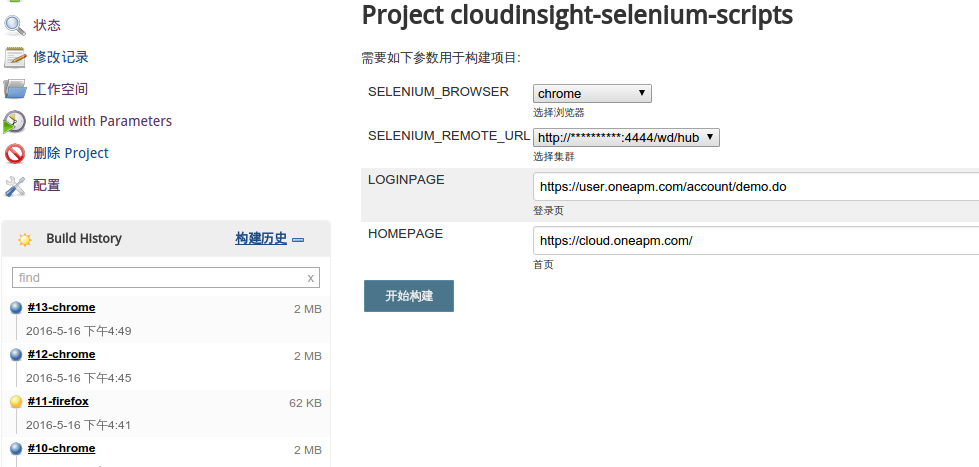 状态
修改记录
工作空间
Build with Parameters
删除 Project
配置
Build HIstory 构建历史
find x
#13-chrome 2 MB
2016-5-16 下午4:49
#12-chrome 2 MB
2016-5-16 下午4:45
#11-firefox 62 KB
2016-5-16 下午4:41
#10-chrome 2 MB
Project cloudinsight-selenium-scripts
需要如下参数用于构建项目:
SELENIUM_BROWSER chrome
选择浏览器
SELENIUM_REMOTE_URL http://**********:4444/wd/hub
选择集群
LOGINPAGE https://user.oneapm.com/account/demo.do
登录页
HOMEPAGE https://cloud.oneapm.com/
首页
开始构建